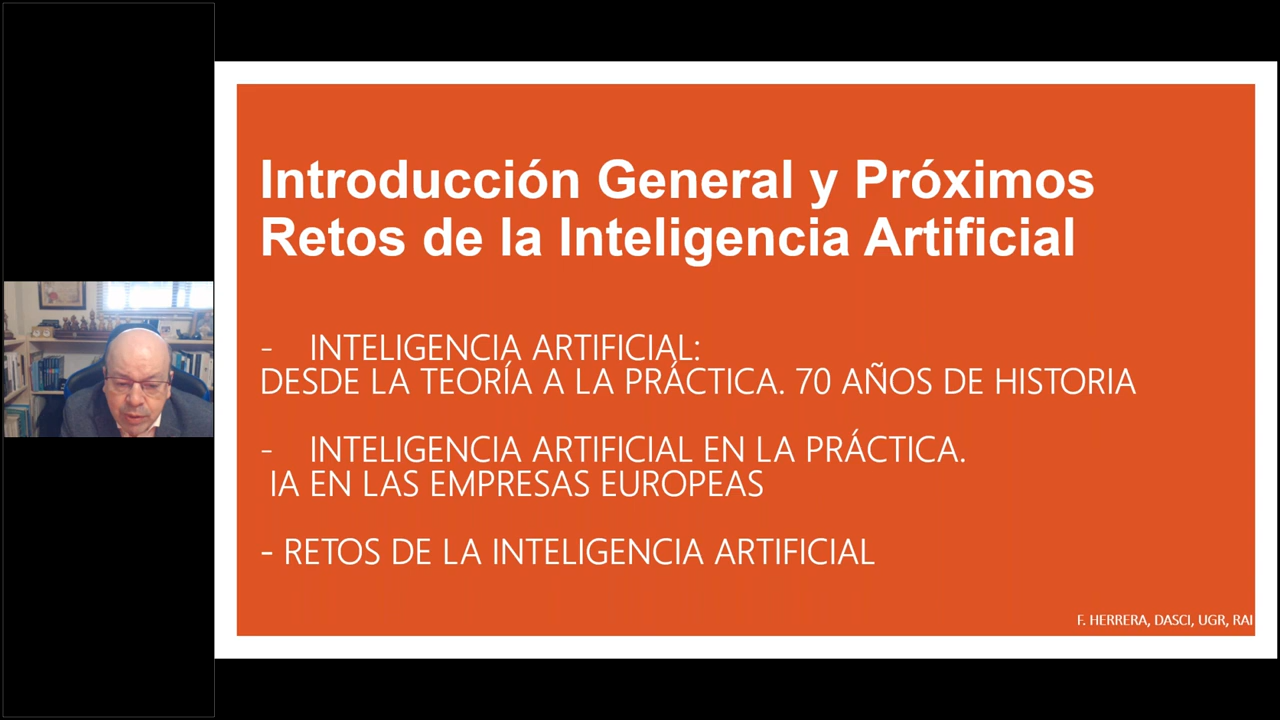 Introducción General y Próximos
Retos de la Inteligencia Artificial
- INTELIGENCIA ARTIFICIAL:
DESDE LA TEORÍA A LA PRÁCTICA. 70 AÑOS DE HISTORIA
- INTELIGENCIA ARTIFICIAL EN LA PRÁCTICA.
IA EN LAS EMPRESAS EUROPEAS
- RETOS DE LA INTELIGENCIA ARTIFICIAL
F. HERRERA, DASCI, UGR, RAI